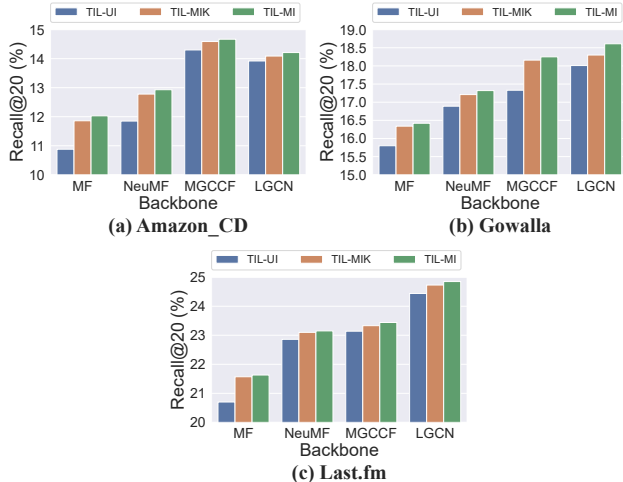 TIL-UI TIL-MIK TIL-MI
Recall@20 (%)
15
14
13
12
11
10
MF NeuMF MGCCF LGCN
Backbone
(a) Amazon_CD
TIL-UI TIL-MIK TIL-MI
Recall@20 (%)
19.0
18.5
18.0
17.5
17.0
16.5
16.0
15.5
15.0
MF NeuMF MGCCF LGCN
Backbone
(b) Gowalla
TIL-UI TIL-MIK TIL-MI
Recall@20 (%)
25
24
23
22
21
20
MF NeuMF MGCCF LGCN
Backbone
(c) Last.fm